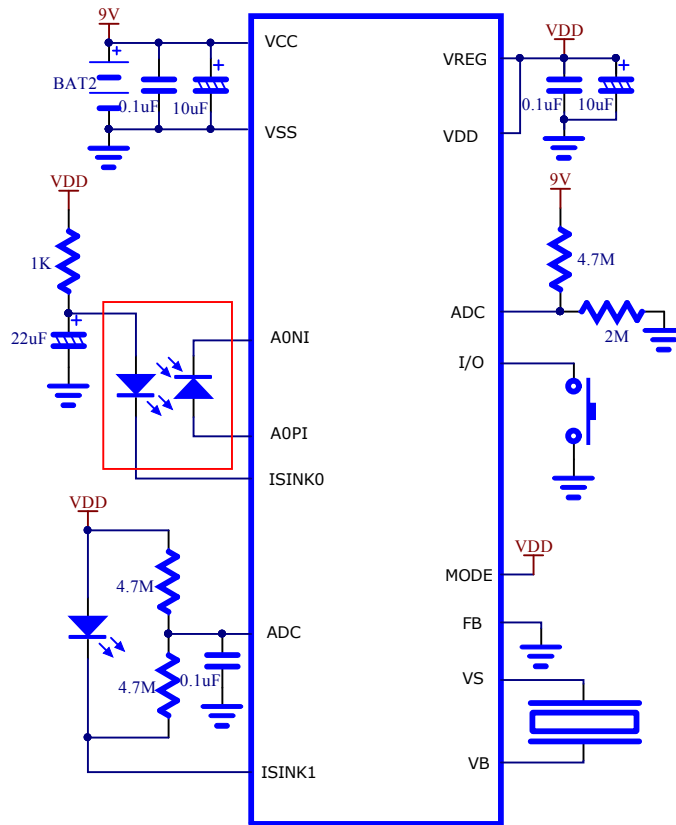 9V
VCC
BAT2
0.1uF
10uF
VSS
VDD
1K
22uF
A0NI
A0PI
ISINK0
VDD
4.7M
ADC
4.7M
0.1uF
ISINK1
VDD
VREG
0.1uF
10uF
VDD
9V
4.7M
ADC
2M
I/O
VDD
MODE
FB
VS
VB